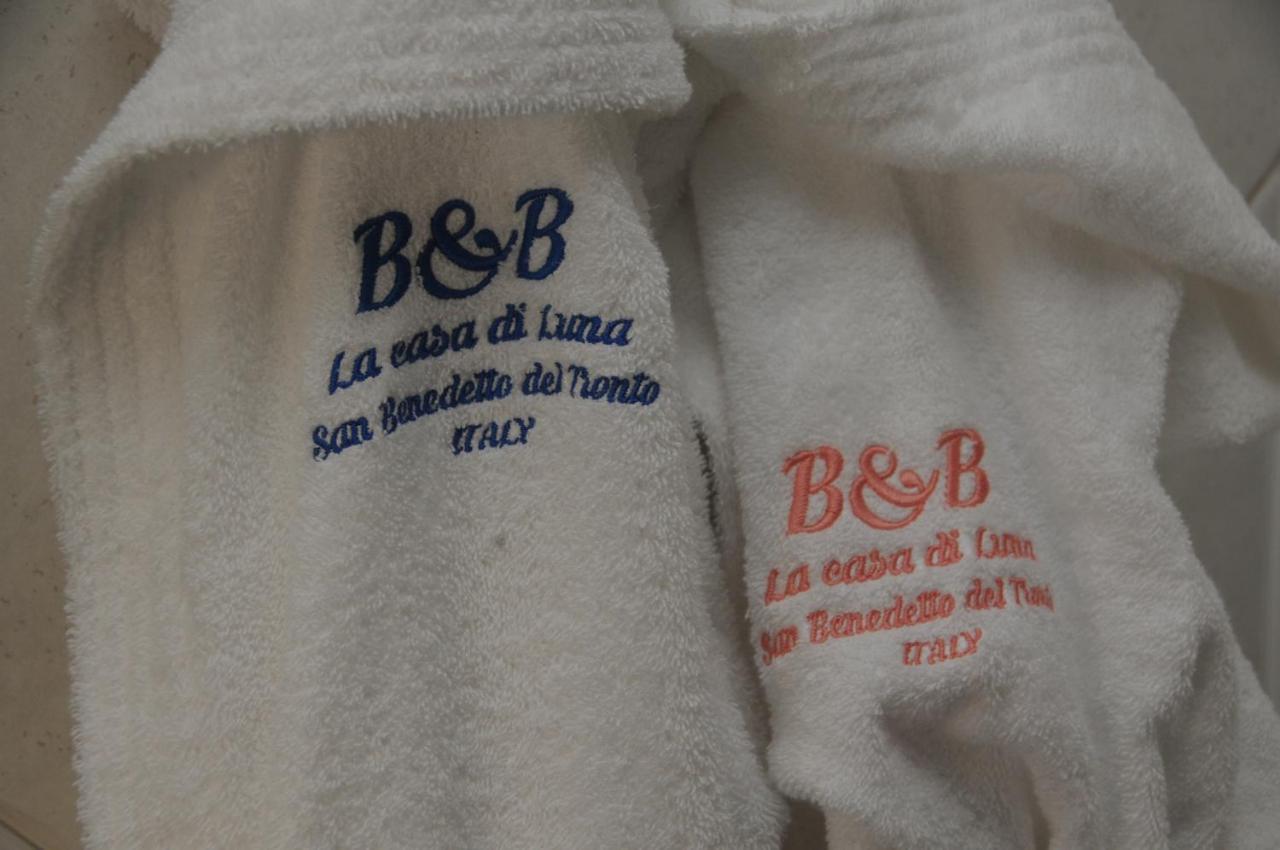 B&B
La casa di Luna
San Benedetto del Tronto
ITALY
B&B
La casa di Luna
San Benedetto del
ITALY